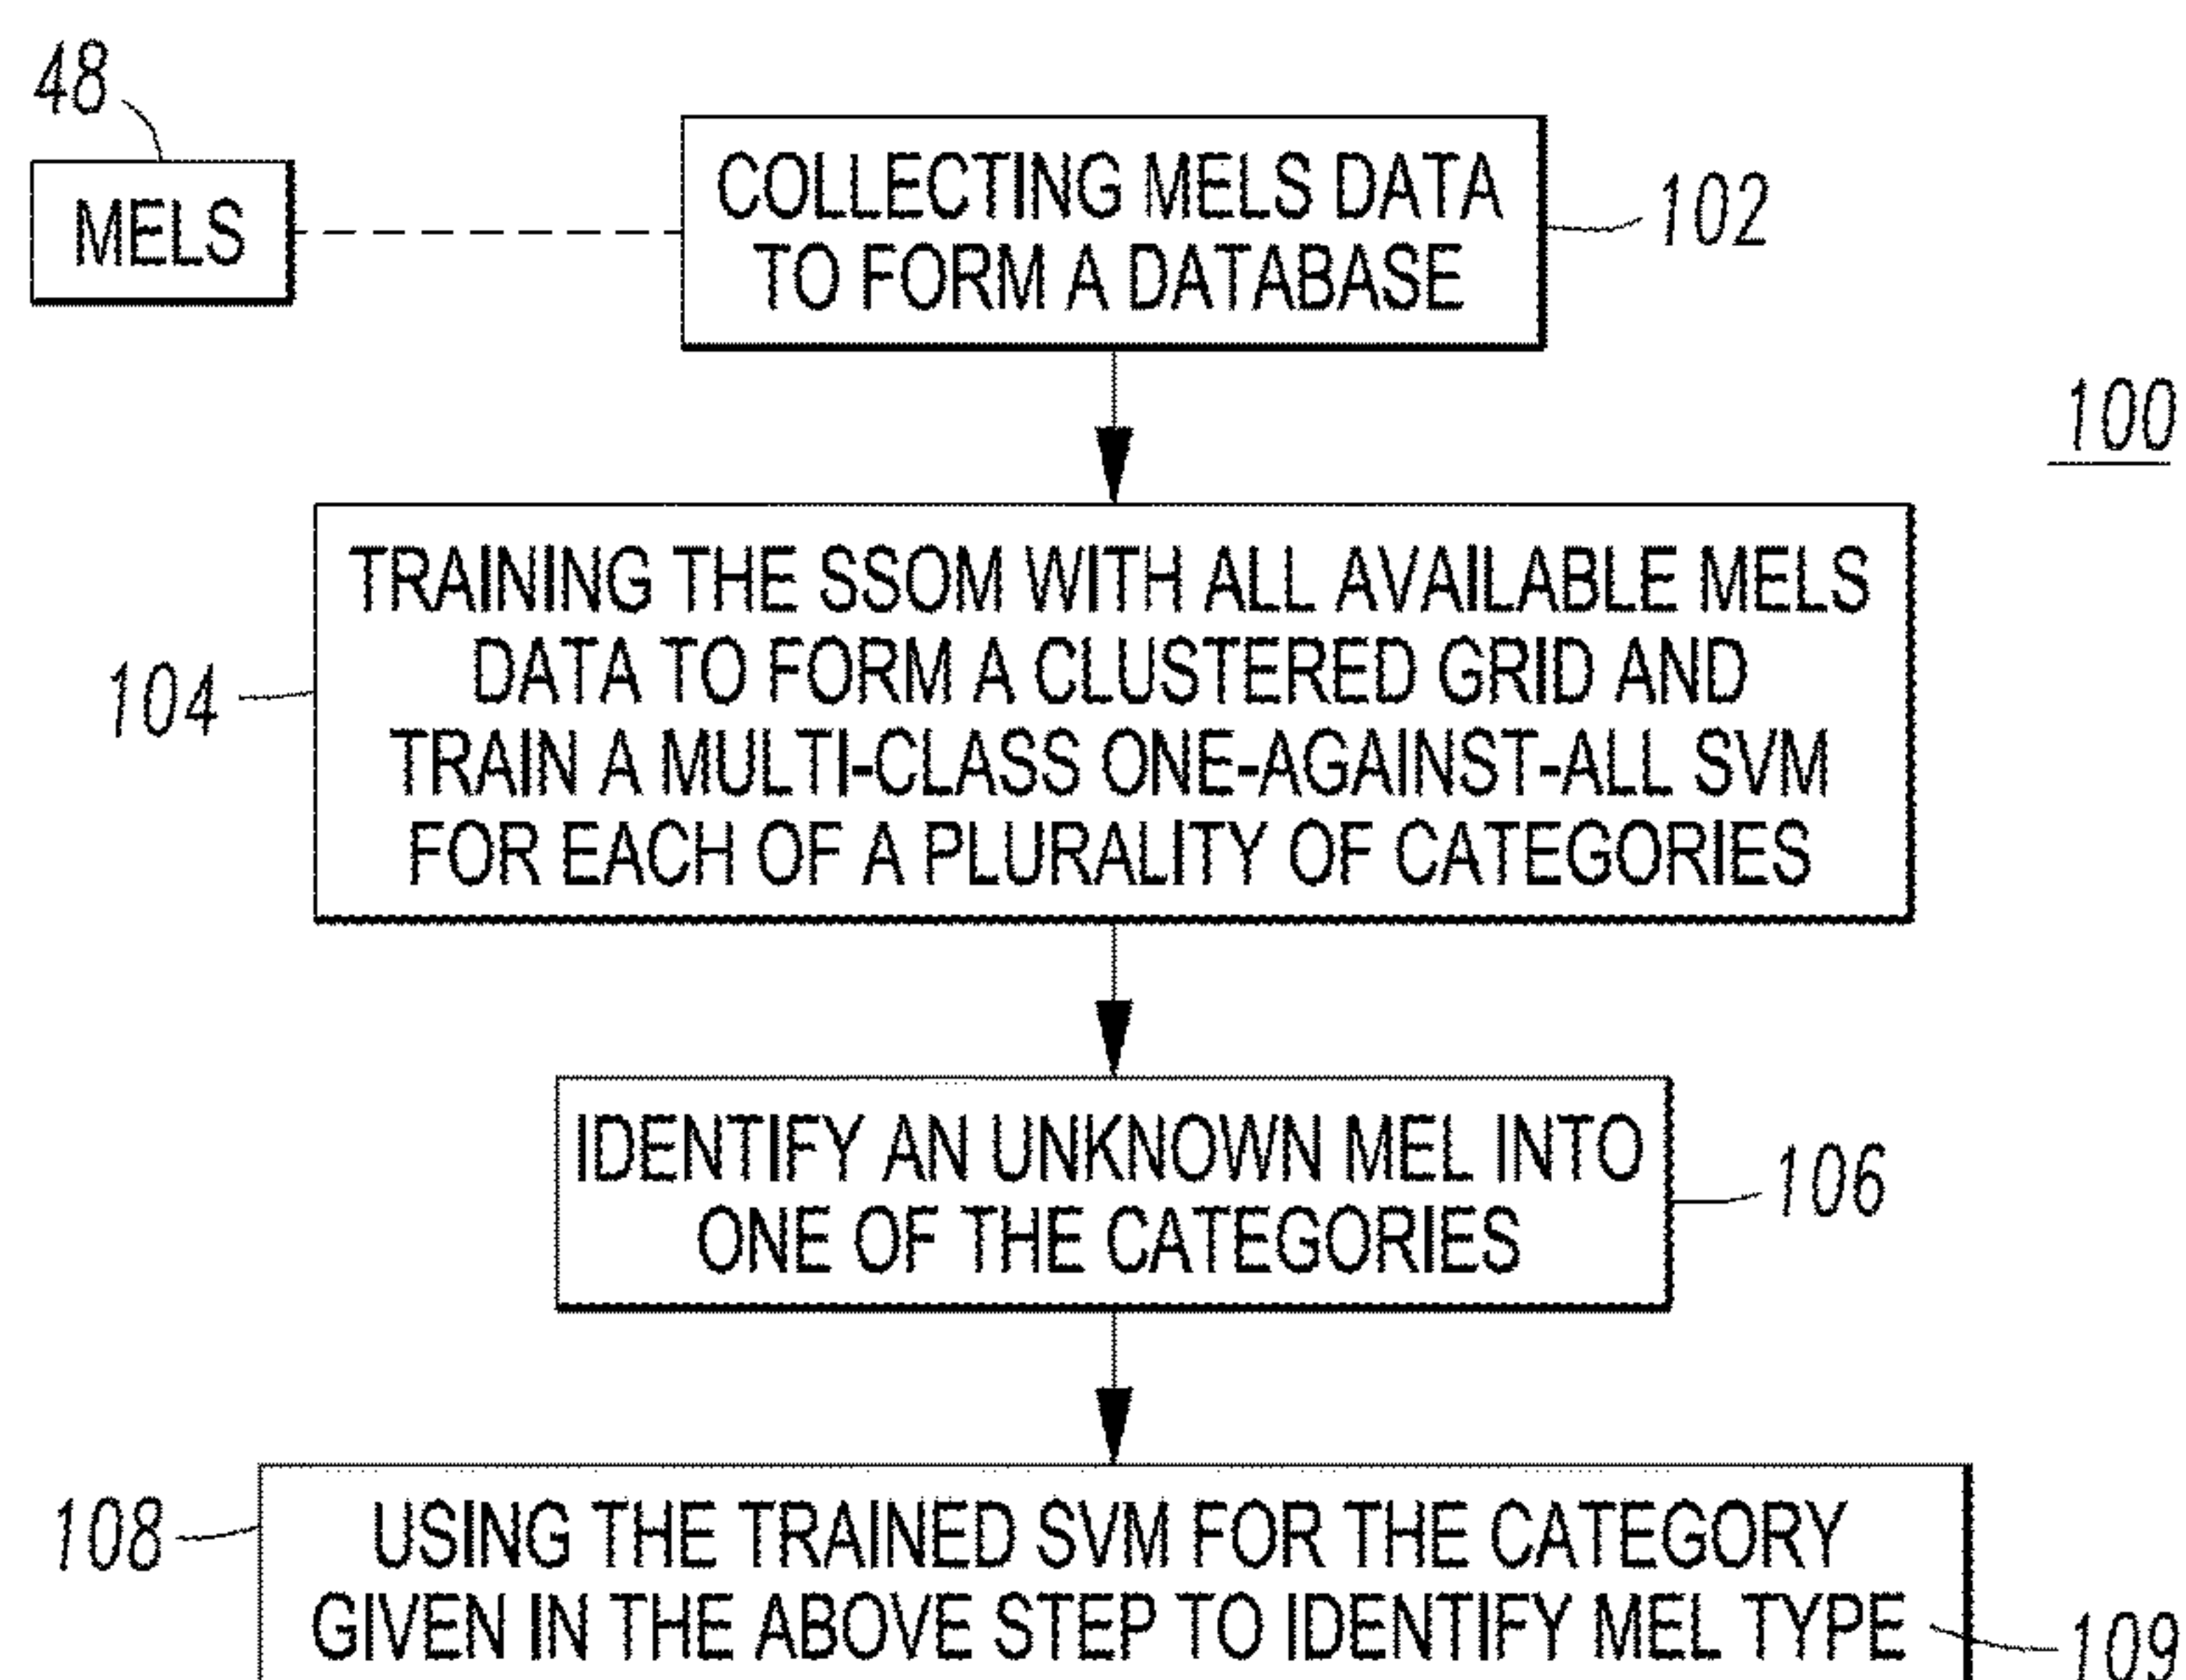 48
MELS
COLLECTING MELS DATA
TO FORM A DATABASE
102
100
TRAINING THE SSOM WITH ALL AVAILABLE MELS
DATA TO FORM A CLUSTERED GRID AND
TRAIN A MULTI-CLASS ONE-AGAINST-ALL SVM
FOR EACH OF A PLURALITY OF CATEGORIES
104
IDENTIFY AN UNKNOWN MEL INTO
ONE OF THE CATEGORIES
106
108
USING THE TRAINED SVM FOR THE CATEGORY
GIVEN IN THE ABOVE STEP TO IDENTIFY MEL TYPE
109